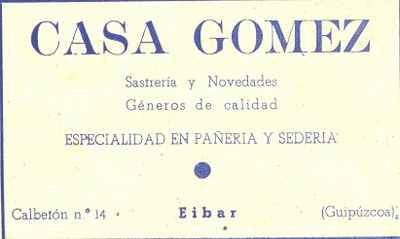 CASA GOMEZ
Sastrería y Novedades
Géneros de calidad
ESPECIALIDAD EN PAÑERIA Y SEDERIA
Calbetón n.º 14 Eibar (Guipúzcoa)